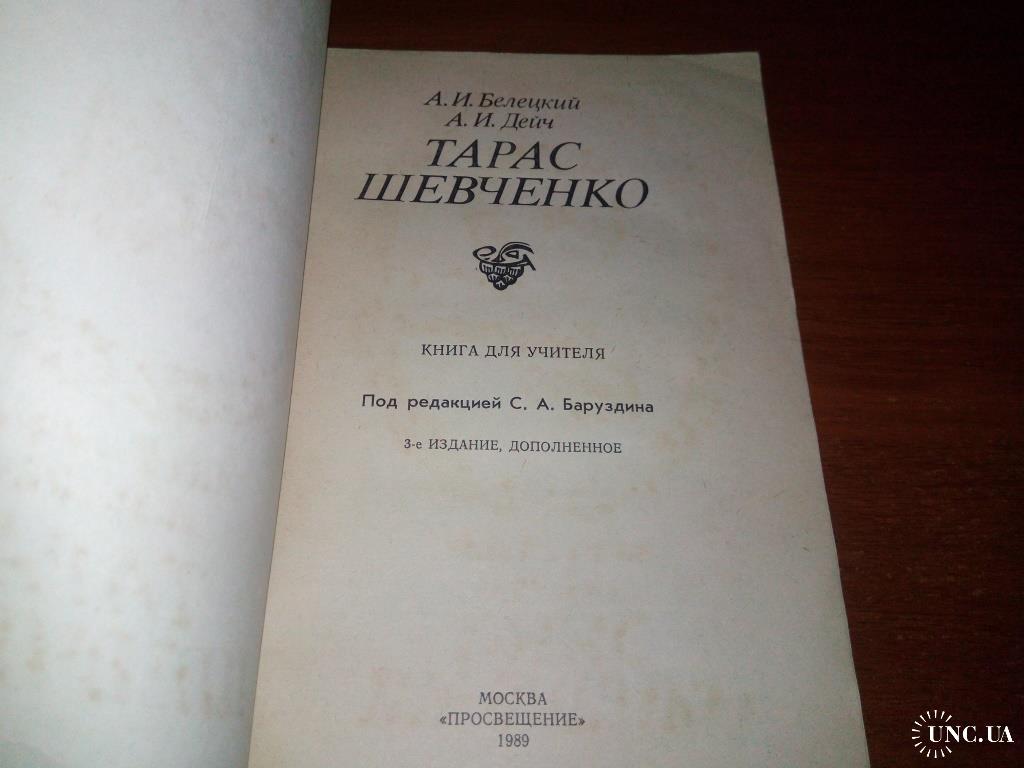 А. И. Белецкий
А. И. Дейч
ТАРАС
ШЕВЧЕНКО
КНИГА ДЛЯ УЧИТЕЛЯ
Под редакцией С. А. Баруздина
3-е ИЗДАНИЕ, ДОПОЛНЕННОЕ
МОСКВА
«ПРОСВЕЩЕНИЕ»
1989
UNC.UA